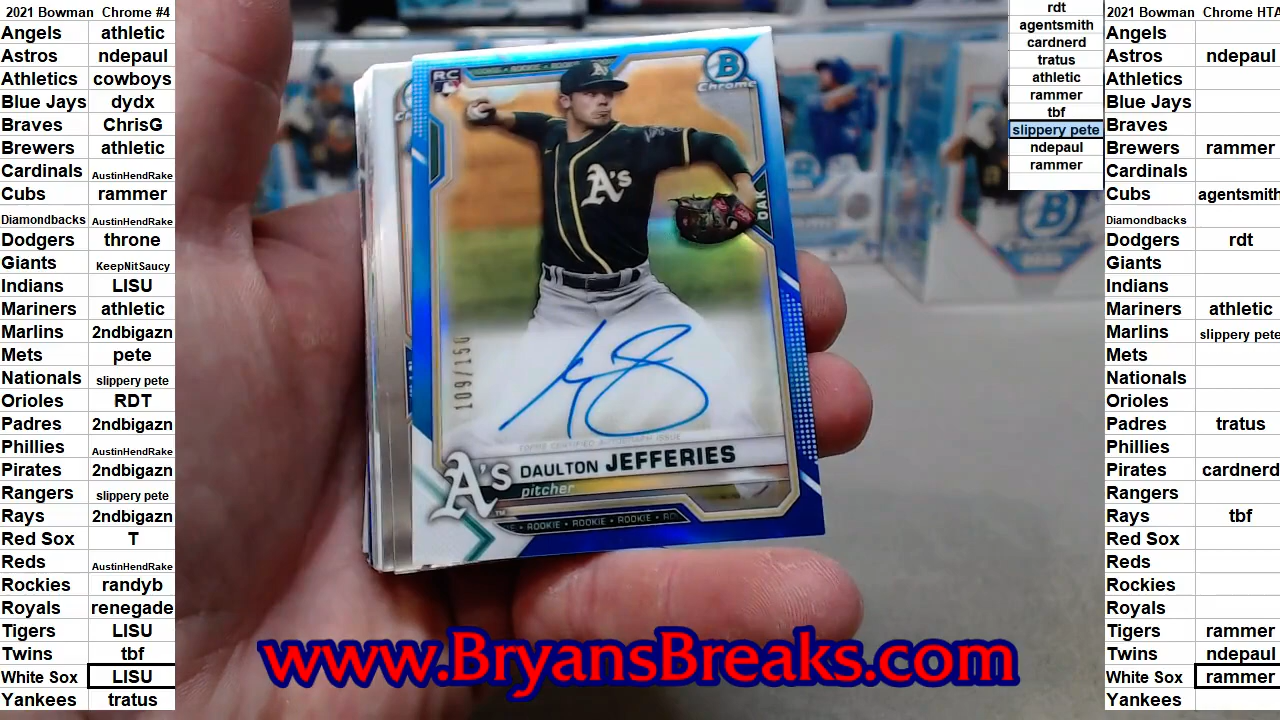 2021 Bowman Chrome #4
Angels athletic
Astros ndepaul
Athletics cowboys
Blue Jays dydx
Braves ChrisG
Brewers athletic
Cardinals AustinHendRake
Cubs rammer
Diamondbacks AustinHendRake
Dodgers throne
Giants KeepNitSaucy
Indians LISU
Mariners athletic
Marlins 2ndbigazn
Mets pete
Nationals slippery pete
Orioles RDT
Padres 2ndbigazn
Phillies AustinHendRake
Pirates 2ndbigazn
Rangers slippery pete
Rays 2ndbigazn
Red Sox T
Reds AustinHendRake
Rockies randyb
Royals renegade
Tigers LISU
Twins tbf
White Sox LISU
Yankees tratus
RC
B
Chrome
A's
OAK
109/150
TOPPS CERTIFIED AUTOGRAPH ISSUE
A's
DAULTON JEFFERIES
pitcher
ROOKIE • ROOKIE • ROOKIE
www.BryansBreaks.com
rdt
agentsmith
cardnerd
tratus
athletic
rammer
tbf
slippery pete
ndepaul
rammer
2021 Bowman Chrome HTA
Angels
Astros ndepaul
Athletics
Blue Jays
Braves
Brewers rammer
Cardinals
Cubs agentsmith
Diamondbacks
Dodgers rdt
Giants
Indians
Mariners athletic
Marlins slippery pete
Mets
Nationals
Orioles
Padres tratus
Phillies
Pirates cardnerd
Rangers
Rays tbf
Red Sox
Reds
Rockies
Royals
Tigers rammer
Twins ndepaul
White Sox rammer
Yankees